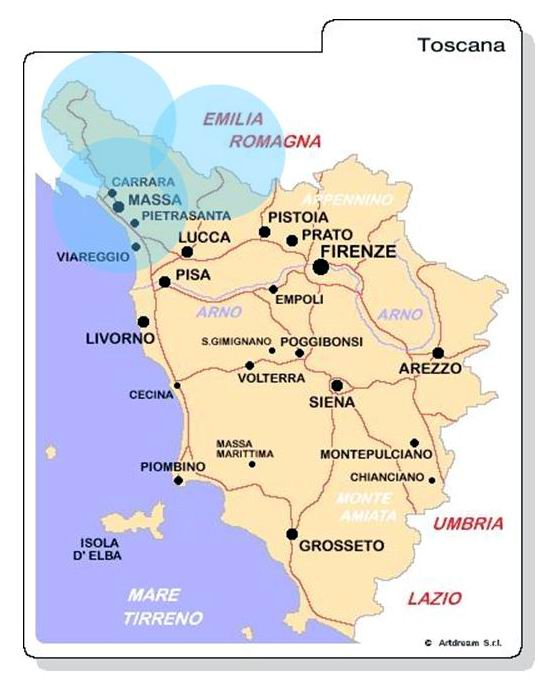 Toscana
EMILIA
ROMAGNA
CARRARA
MASSA
PIETRASANTA
APPENNINO
PISTOIA
PRATO
LUCCA
FIRENZE
VIAREGGIO
PISA
EMPOLI
ARNO
ARNO
LIVORNO
S.GIMIGNANO
POGGIBONSI
AREZZO
VOLTERRA
CECINA
SIENA
MASSA
MARITTIMA
MONTEPULCIANO
PIOMBINO
CHIANCIANO
MONTE
AMIATA
UMBRIA
ISOLA
D' ELBA
GROSSETO
MARE
TIRRENO
LAZIO
© Artdream S.r.l.